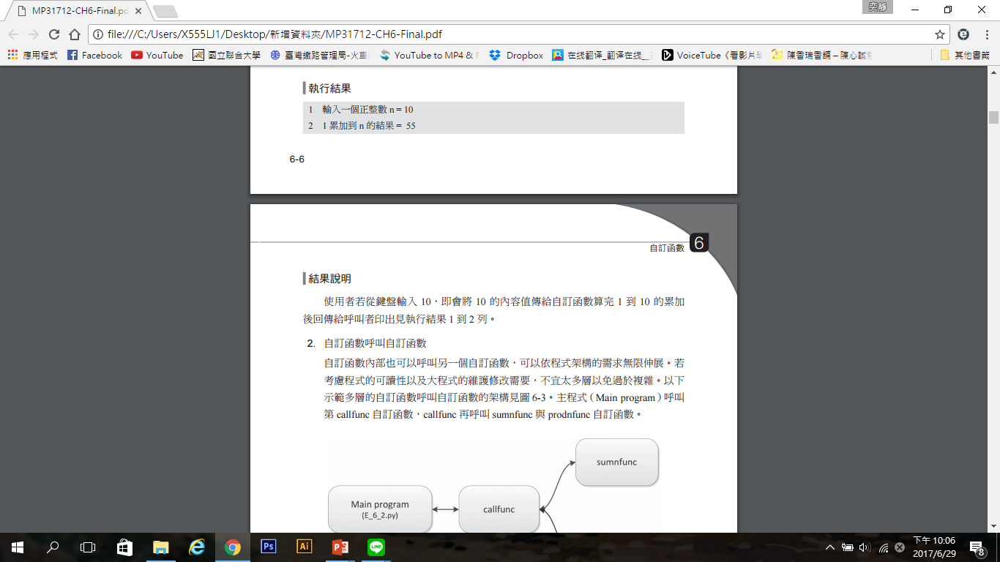 MP31712-CH6-Final.pd
奕靜
file:///C:/Users/X555LJ1/Desktop/新增資料夾/MP31712-CH6-Final.pdf
應用程式 Facebook YouTube 國立聯合大學 臺灣鐵路管理局-火車 YouTube to MP4 & Dropbox 在线翻译_翻译在线__ VoiceTube《看影片學 陳香瑞香舖 – 陳心誠 其他書籤
執行結果
1 輸入一個正整數 n = 10
2 1 累加到 n 的結果 = 55
6-6
自訂函數 6
結果說明
使用者若從鍵盤輸入 10，即會將 10 的內容值傳給自訂函數算完 1 到 10 的累加
後回傳給呼叫者印出見執行結果 1 到 2 列。
2. 自訂函數呼叫自訂函數
自訂函數內部也可以呼叫另一個自訂函數，可以依程式架構的需求無限伸展。若
考慮程式的可讀性以及大程式的維護修改需要，不宜太多層以免過於複雜。以下
示範多層的自訂函數呼叫自訂函數的架構見圖 6-3。主程式（Main program）呼叫
第 callfunc 自訂函數，callfunc 再呼叫 sumnfunc 與 prodnfunc 自訂函數。
sumnfunc
Main program
(E_6_2.py)
callfunc
Ps
Ai
LINE
下午 10:06
2017/6/29
8